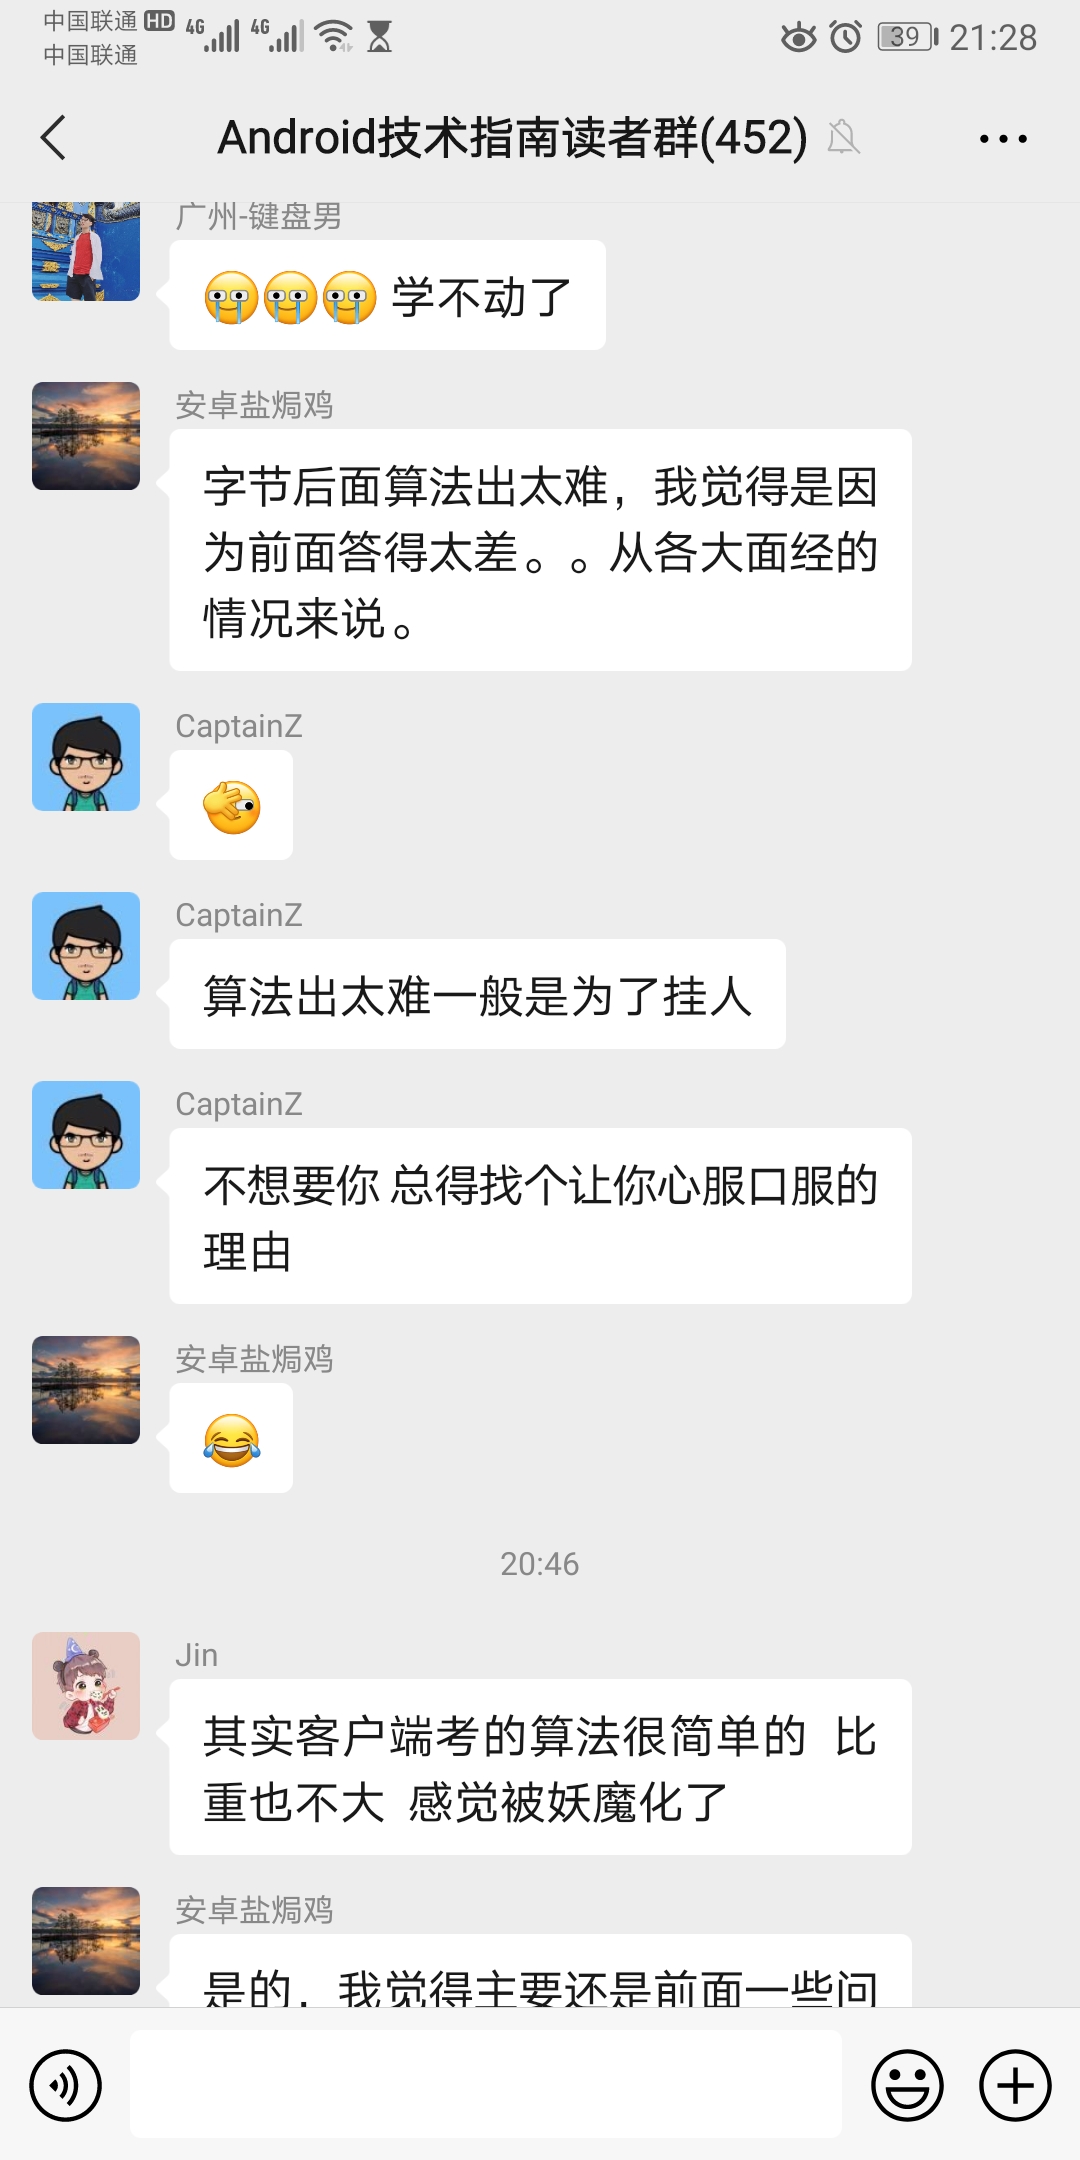 中国联通 HD 4G 4G 39 21:28
中国联通
Android技术指南读者群(452)
广州-键盘男
学不动了
安卓盐焗鸡
字节后面算法出太难，我觉得是因
为前面答得太差。。从各大面经的
情况来说。
CaptainZ
CaptainZ
算法出太难一般是为了挂人
CaptainZ
不想要你 总得找个让你心服口服的
理由
安卓盐焗鸡
20:46
Jin
其实客户端考的算法很简单的 比
重也不大 感觉被妖魔化了
安卓盐焗鸡
是的，我觉得主要还是前面一些问